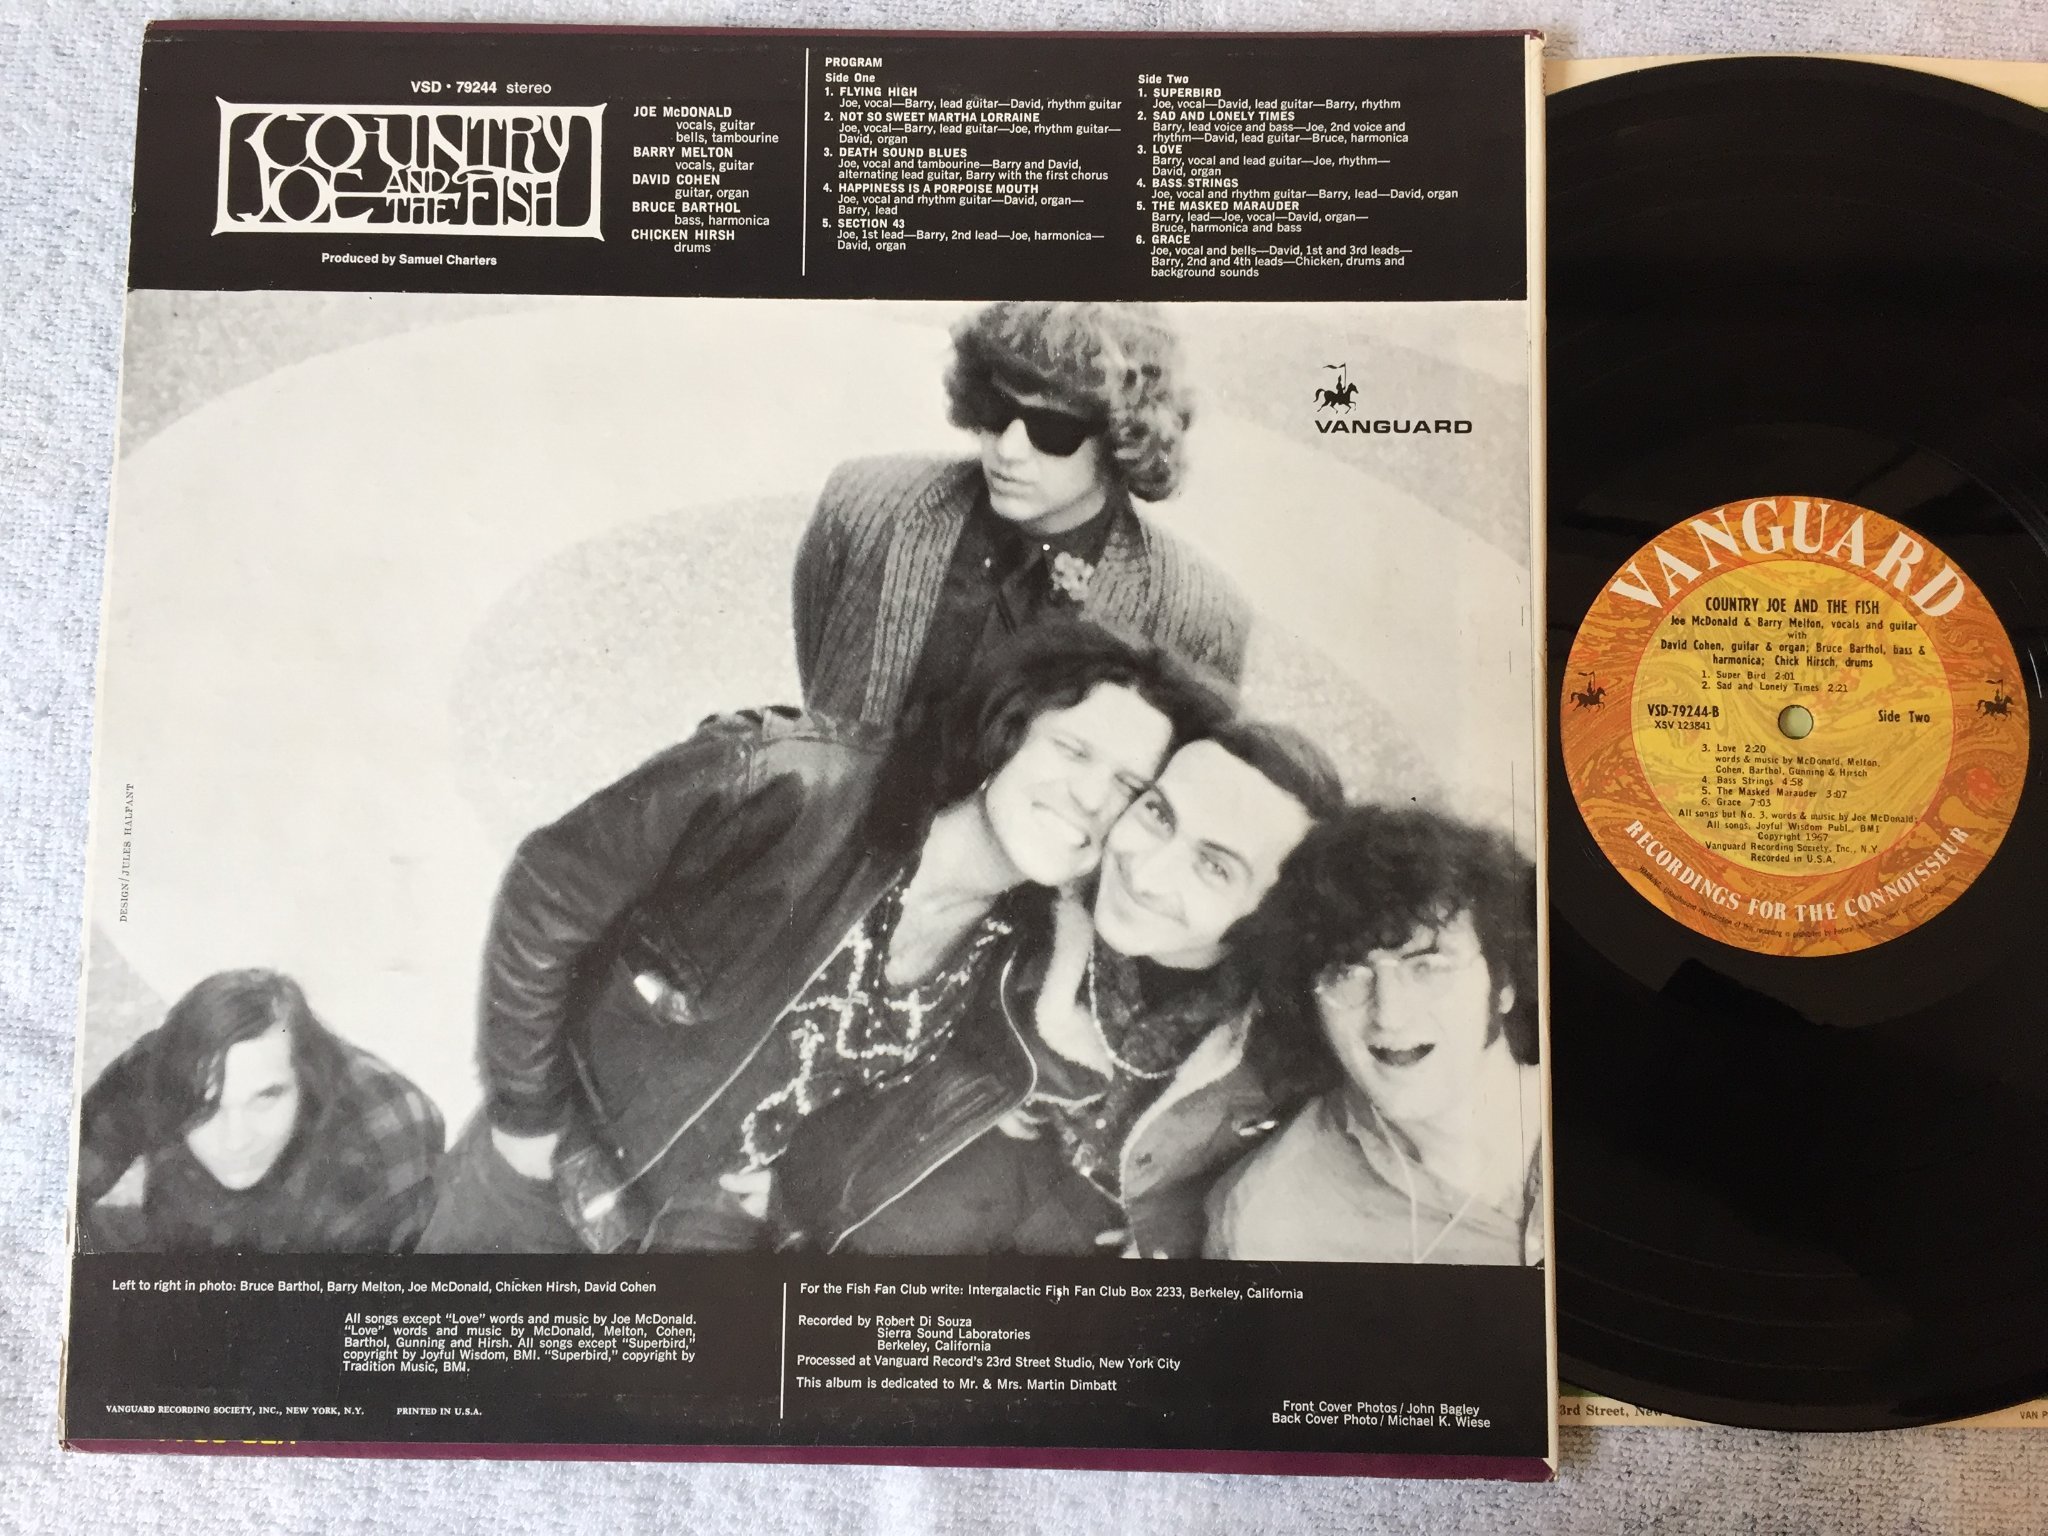 VSD • 79244 stereo
COUNTRY
JOE AND THE FISH
Produced by Samuel Charters
JOE McDONALD
vocals, guitar
bells, tambourine
BARRY MELTON
vocals, guitar
DAVID COHEN
guitar, organ
BRUCE BARTHOL
bass, harmonica
CHICKEN HIRSH
drums
PROGRAM
Side One
1. FLYING HIGH
Joe, vocal—Barry, lead guitar—David, rhythm guitar
2. NOT SO SWEET MARTHA LORRAINE
Joe, vocal—Barry, lead guitar—Joe, rhythm guitar—
David, organ
3. DEATH SOUND BLUES
Joe, vocal and tambourine—Barry and David,
alternating lead guitar, Barry with the first chorus
4. HAPPINESS IS A PORPOISE MOUTH
Joe, vocal and rhythm guitar—David, organ—
Barry, lead
5. SECTION 43
Joe, 1st lead—Barry, 2nd lead—Joe, harmonica—
David, organ
Side Two
1. SUPERBIRD
Joe, vocal—David, lead guitar—Barry, rhythm
2. SAD AND LONELY TIMES
Barry, lead voice and bass—Joe, 2nd voice and
rhythm—David, lead guitar—Bruce, harmonica
3. LOVE
Barry, vocal and lead guitar—Joe, rhythm—
David, organ
4. BASS STRINGS
Joe, vocal and rhythm guitar—Barry, lead—David, organ
5. THE MASKED MARAUDER
Barry, lead—Joe, vocal—David, organ—
Bruce, harmonica and bass
6. GRACE
Joe, vocal and bells—David, 1st and 3rd leads—
Barry, 2nd and 4th leads—Chicken, drums and
background sounds
VANGUARD
DESIGN/JULES HALFANT
Left to right in photo: Bruce Barthol, Barry Melton, Joe McDonald, Chicken Hirsh, David Cohen
All songs except "Love" words and music by Joe McDonald.
"Love" words and music by McDonald, Melton, Cohen,
Barthol, Gunning and Hirsh. All songs except "Superbird,"
copyright by Joyful Wisdom, BMI. "Superbird," copyright by
Tradition Music, BMI.
VANGUARD RECORDING SOCIETY, INC., NEW YORK, N.Y. PRINTED IN U.S.A.
For the Fish Fan Club write: Intergalactic Fish Fan Club Box 2233, Berkeley, California
Recorded by Robert Di Souza
Sierra Sound Laboratories
Berkeley, California
Processed at Vanguard Record's 23rd Street Studio, New York City
This album is dedicated to Mr. & Mrs. Martin Dimbatt
Front Cover Photos/John Bagley
Back Cover Photo/Michael K. Wiese
VANGUARD
COUNTRY JOE AND THE FISH
Joe McDonald & Barry Melton, vocals and guitar
with
David Cohen, guitar & organ; Bruce Barthol, bass &
harmonica; Chick Hirsch, drums
1. Super Bird 2:01
2. Sad and Lonely Times 2:21
VSD-79244-B
XSV 123841
Side Two
3. Love 2:20
words & music by McDonald, Melton,
Cohen, Barthol, Gunning & Hirsch
4. Bass Strings 4:58
5. The Masked Marauder 3:07
6. Grace 7:03
All songs but No. 3, words & music by Joe McDonald;
All songs, Joyful Wisdom Publ., BMI
Copyright 1967
Vanguard Recording Society, Inc., N.Y.
Recorded in U.S.A.
RECORDINGS FOR THE CONNOISSEUR
WARNING: Unauthorized reproduction of this recording is prohibited by Federal law and
3rd Street, New
VAN P